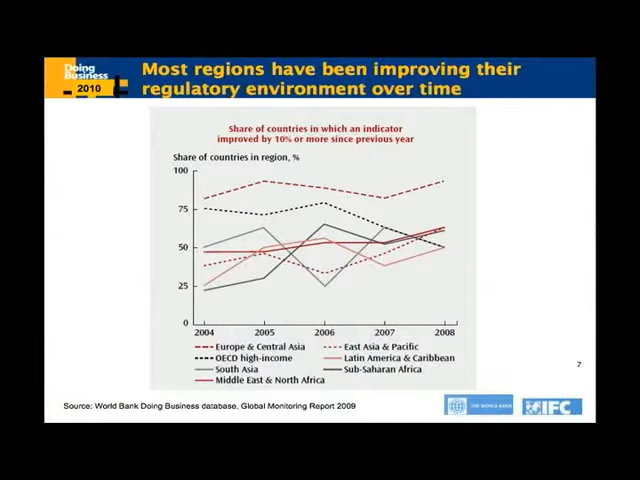 Doing
Business
2010
Most regions have been improving their
regulatory environment over time
Share of countries in which an indicator
improved by 10% or more since previous year
Share of countries in region, %
100
75
50
25
0
2004 2005 2006 2007 2008
Europe & Central Asia East Asia & Pacific
OECD high-income Latin America & Caribbean
South Asia Sub-Saharan Africa
Middle East & North Africa
7
Source: World Bank Doing Business database, Global Monitoring Report 2009
THE WORLD BANK
IFC